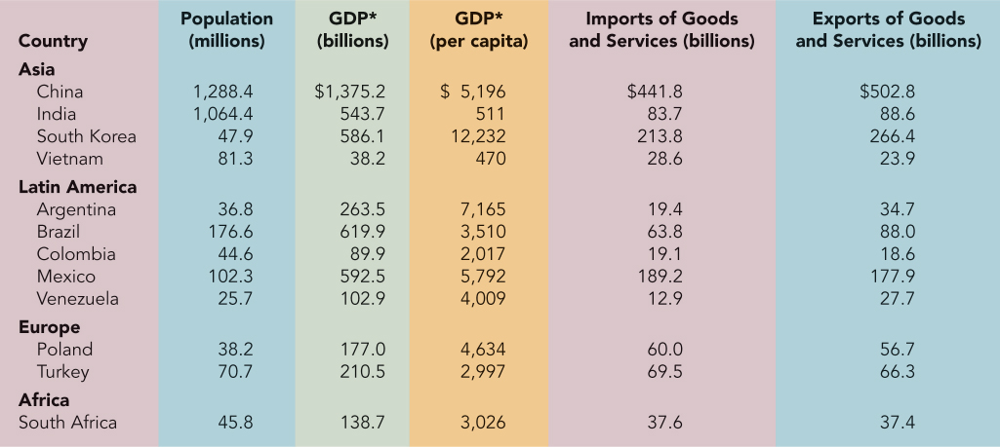 Country Population (millions) GDP* (billions) GDP* (per capita) Imports of Goods and Services (billions) Exports of Goods and Services (billions)
Asia
China 1,288.4 $1,375.2 $ 5,196 $441.8 $502.8
India 1,064.4 543.7 511 83.7 88.6
South Korea 47.9 586.1 12,232 213.8 266.4
Vietnam 81.3 38.2 470 28.6 23.9
Latin America
Argentina 36.8 263.5 7,165 19.4 34.7
Brazil 176.6 619.9 3,510 63.8 88.0
Colombia 44.6 89.9 2,017 19.1 18.6
Mexico 102.3 592.5 5,792 189.2 177.9
Venezuela 25.7 102.9 4,009 12.9 27.7
Europe
Poland 38.2 177.0 4,634 60.0 56.7
Turkey 70.7 210.5 2,997 69.5 66.3
Africa
South Africa 45.8 138.7 3,026 37.6 37.4